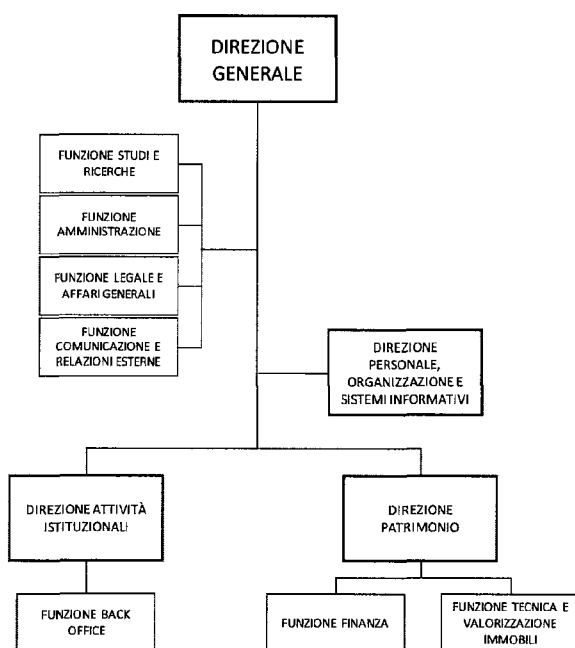 DIREZIONE
GENERALE
FUNZIONE STUDI E
RICERCHE
FUNZIONE
AMMINISTRAZIONE
FUNZIONE LEGALE E
AFFARI GENERALI
FUNZIONE
COMUNICAZIONE E
RELAZIONI ESTERNE
DIREZIONE
PERSONALE,
ORGANIZZAZIONE E
SISTEMI INFORMATIVI
DIREZIONE ATTIVITÀ
ISTITUZIONALI
DIREZIONE
PATRIMONIO
FUNZIONE BACK
OFFICE
FUNZIONE FINANZA
FUNZIONE TECNICA E
VALORIZZAZIONE
IMMOBILI